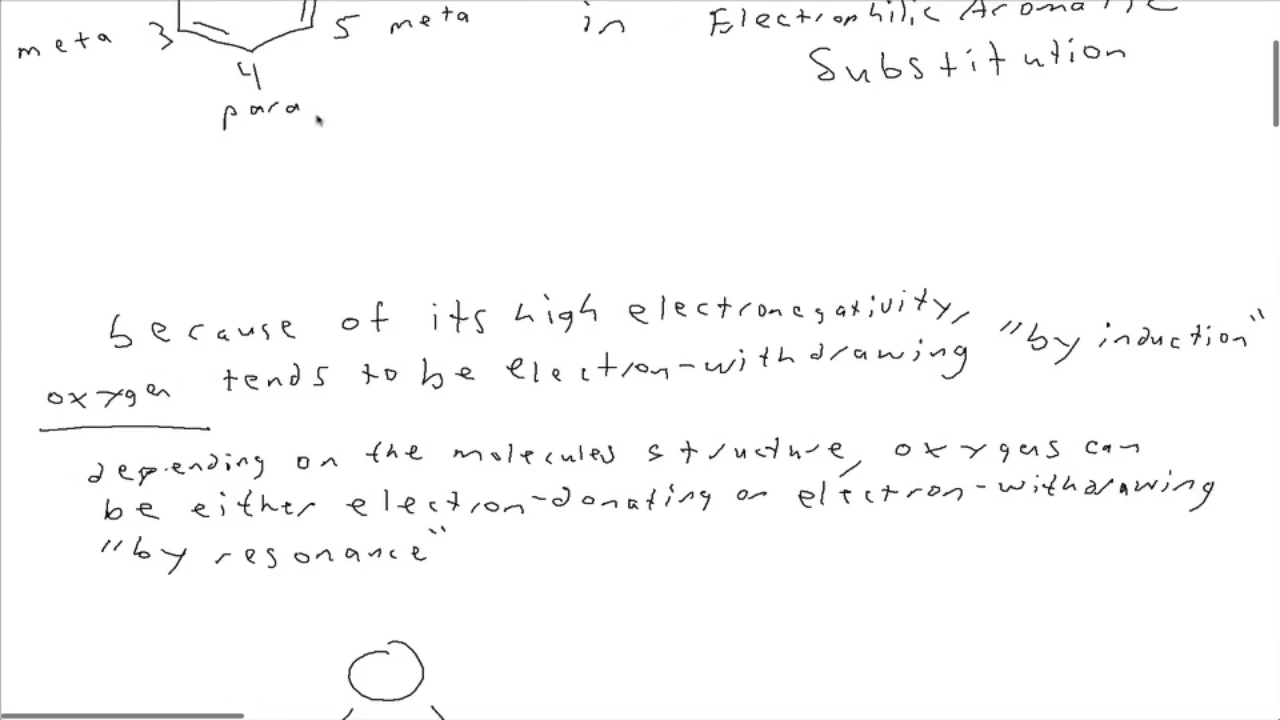 in Electrophilic Aromatic
meta 3 5 meta
Substitution
4
para
because of its high electronegativity,
"by induction"
oxygen tends to be electron-withdrawing
depending on the molecules structure, oxygens can
be either electron-donating or electron-withdrawing
"by resonance"